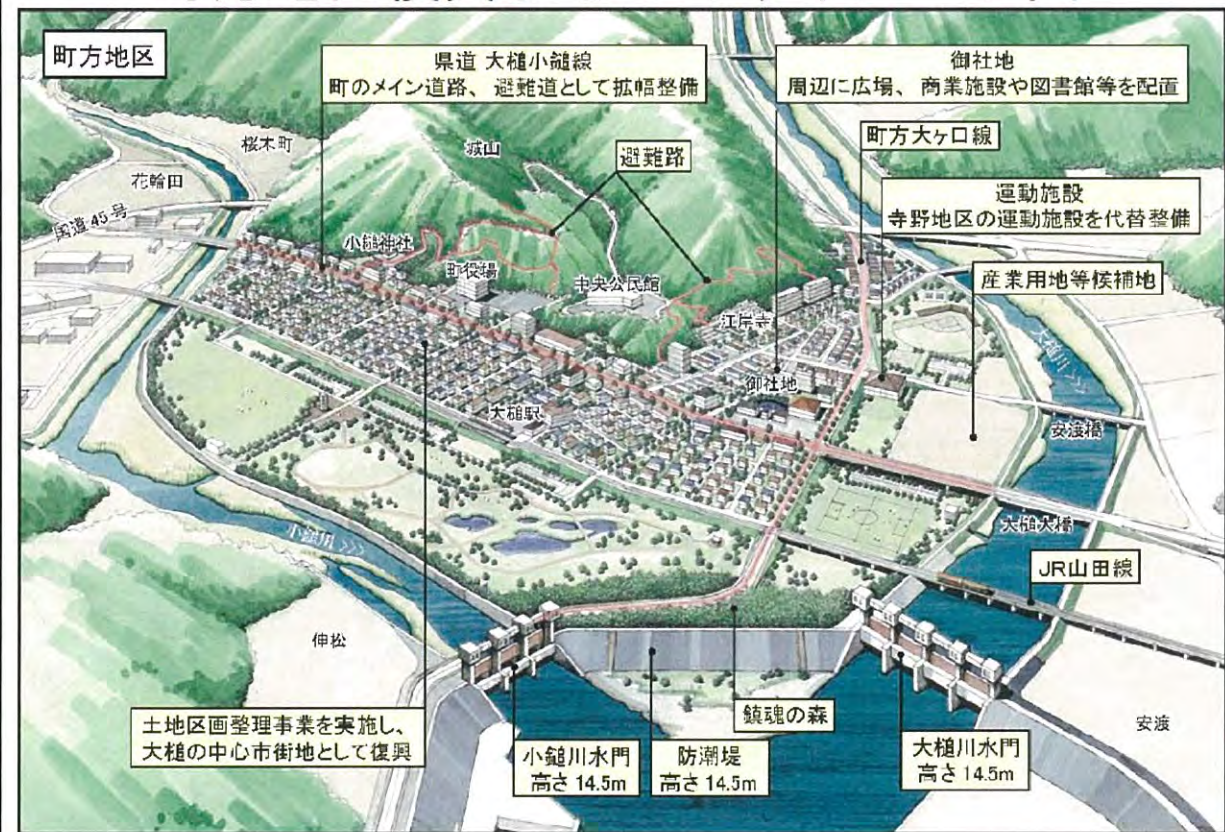 町方地区
県道 大槌小鎚線
町のメイン道路、避難道として拡幅整備
御社地
周辺に広場、商業施設や図書館等を配置
町方大ケ口線
避難路
運動施設
寺野地区の運動施設を代替整備
産業用地等候補地
桜木町
花輪田
国道45号
城山
小鎚神社
町役場
中央公民館
江岸寺
御社地
大槌駅
大槌川 >>>
安渡橋
大槌大橋
JR山田線
小鎚川 >>>
伸松
安渡
鎮魂の森
土地区画整理事業を実施し、
大槌の中心市街地として復興
小鎚川水門
高さ 14.5m
防潮堤
高さ 14.5m
大槌川水門
高さ 14.5m